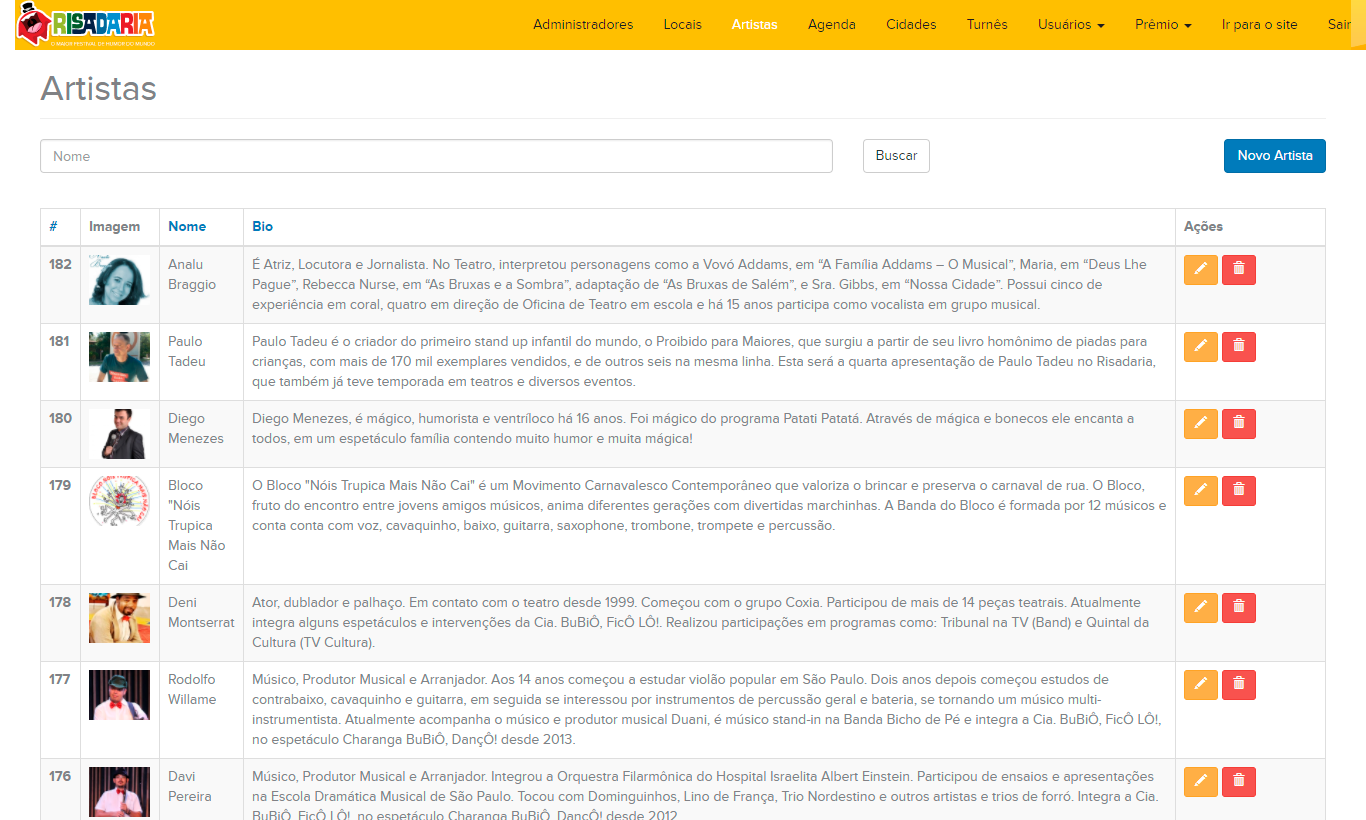 RISADARIA
O MAIOR FESTIVAL DE HUMOR DO MUNDO
Administradores Locais Artistas Agenda Cidades Turnês Usuários Prêmio Ir para o site Sair
Artistas
Nome Buscar Novo Artista
# Imagem Nome Bio Ações
182 Analu
Braggio
É Atriz, Locutora e Jornalista. No Teatro, interpretou personagens como a Vovó Addams, em “A Família Addams – O Musical”, Maria, em “Deus Lhe
Pague”, Rebecca Nurse, em “As Bruxas e a Sombra”, adaptação de “As Bruxas de Salém”, e Sra. Gibbs, em “Nossa Cidade”. Possui cinco de
experiência em coral, quatro em direção de Oficina de Teatro em escola e há 15 anos participa como vocalista em grupo musical.
181 Paulo
Tadeu
Paulo Tadeu é o criador do primeiro stand up infantil do mundo, o Proibido para Maiores, que surgiu a partir de seu livro homônimo de piadas para
crianças, com mais de 170 mil exemplares vendidos, e de outros seis na mesma linha. Esta será a quarta apresentação de Paulo Tadeu no Risadaria,
que também já teve temporada em teatros e diversos eventos.
180 Diego
Menezes
Diego Menezes, é mágico, humorista e ventríloco há 16 anos. Foi mágico do programa Patati Patatá. Através de mágica e bonecos ele encanta a
todos, em um espetáculo família contendo muito humor e muita mágica!
179 Bloco
"Nóis
Trupica
Mais Não
Cai
O Bloco "Nóis Trupica Mais Não Cai" é um Movimento Carnavalesco Contemporâneo que valoriza o brincar e preserva o carnaval de rua. O Bloco,
fruto do encontro entre jovens amigos músicos, anima diferentes gerações com divertidas marchinhas. A Banda do Bloco é formada por 12 músicos e
conta conta com voz, cavaquinho, baixo, guitarra, saxophone, trombone, trompete e percussão.
178 Deni
Montserrat
Ator, dublador e palhaço. Em contato com o teatro desde 1999. Começou com o grupo Coxia. Participou de mais de 14 peças teatrais. Atualmente
integra alguns espetáculos e intervenções da Cia. BuBiÔ, FicÔ LÔ!. Realizou participações em programas como: Tribunal na TV (Band) e Quintal da
Cultura (TV Cultura).
177 Rodolfo
Willame
Músico, Produtor Musical e Arranjador. Aos 14 anos começou a estudar violão popular em São Paulo. Dois anos depois começou estudos de
contrabaixo, cavaquinho e guitarra, em seguida se interessou por instrumentos de percussão geral e bateria, se tornando um músico multi-
instrumentista. Atualmente acompanha o músico e produtor musical Duani, é músico stand-in na Banda Bicho de Pé e integra a Cia. BuBiÔ, FicÔ LÔ!,
no espetáculo Charanga BuBiÔ, DançÔ! desde 2013.
176 Davi
Pereira
Músico, Produtor Musical e Arranjador. Integrou a Orquestra Filarmônica do Hospital Israelita Albert Einstein. Participou de ensaios e apresentações
na Escola Dramática Musical de São Paulo. Tocou com Dominguinhos, Lino de França, Trio Nordestino e outros artistas e trios de forró. Integra a Cia.
BuBiÔ, FicÔ LÔ!, no espetáculo Charanga BuBiÔ, DançÔ! desde 2012